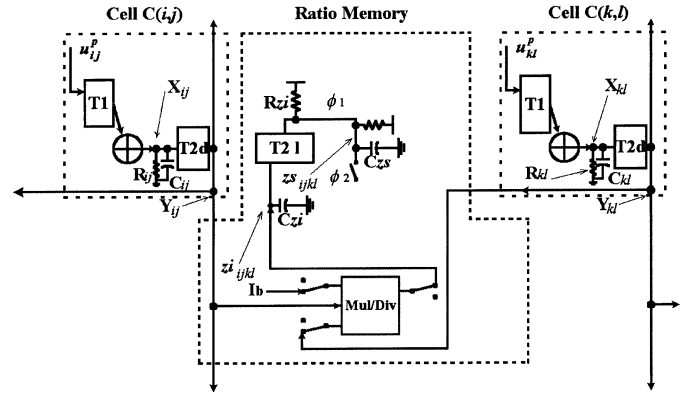 Cell C(i,j)
Ratio Memory
Cell C(k,l)
u^p_ij
T1
X_ij
T2d
R_ij
C_ij
Y_ij
Rzi
ϕ1
T2 l
zs_ijkl
Czs
ϕ2
Czi
zi_ijkl
Ib
Mul/Div
u^p_kl
T1
X_kl
T2d
R_kl
C_kl
Y_kl